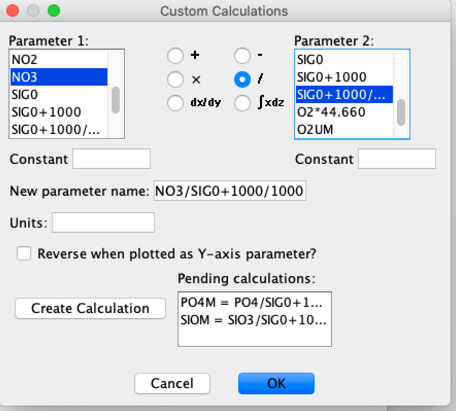 Custom Calculations
Parameter 1:
NO2
NO3
SIG0
SIG0+1000
SIG0+1000/...
+
-
×
/
dx/dy
∫xdz
Parameter 2:
SIG0
SIG0+1000
SIG0+1000/...
O2*44.660
O2UM
Constant
Constant
New parameter name: NO3/SIG0+1000/1000
Units:
Reverse when plotted as Y-axis parameter?
Pending calculations:
Create Calculation
PO4M = PO4/SIG0+1...
SIOM = SIO3/SIG0+10...
Cancel
OK